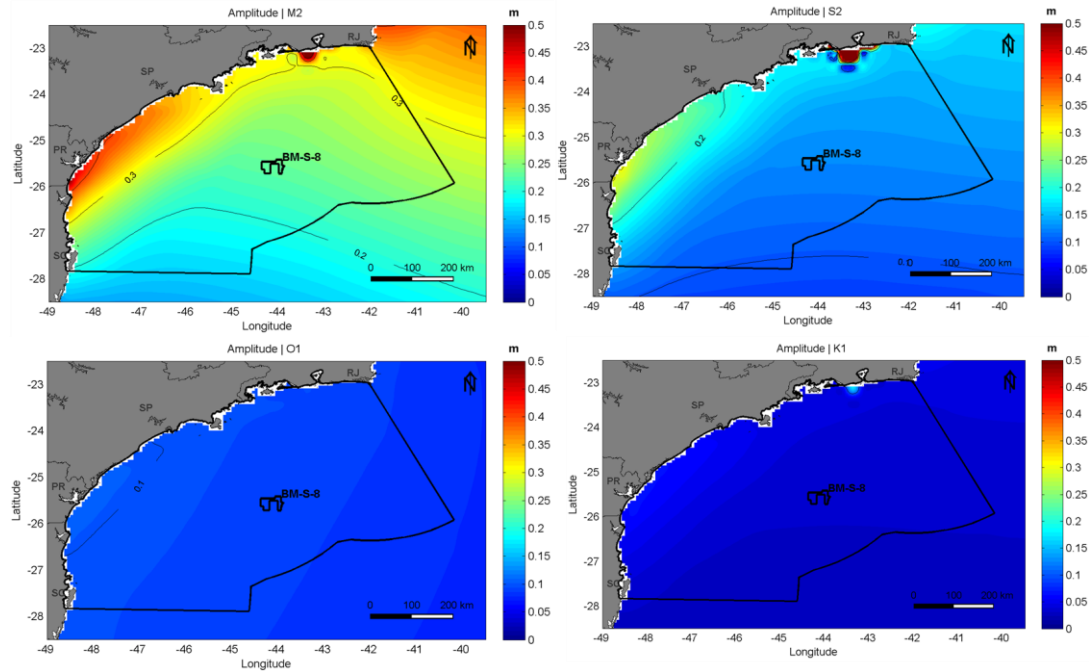 Amplitude | M2
m
0.5
0.45
0.4
0.35
0.3
0.25
0.2
0.15
0.1
0.05
0
-23
-24
-25
-26
-27
-28
Latitude
-49 -48 -47 -46 -45 -44 -43 -42 -41 -40
Longitude
N
RJ
SP
PR
SC
0.3
0.3
0.2
BM-S-8
0 100 200 km
Amplitude | S2
m
0.5
0.45
0.4
0.35
0.3
0.25
0.2
0.15
0.1
0.05
0
-23
-24
-25
-26
-27
-28
Latitude
-49 -48 -47 -46 -45 -44 -43 -42 -41 -40
Longitude
N
RJ
SP
PR
SC
0.2
BM-S-8
0 100 200 km
Amplitude | O1
m
0.5
0.45
0.4
0.35
0.3
0.25
0.2
0.15
0.1
0.05
0
-23
-24
-25
-26
-27
-28
Latitude
-49 -48 -47 -46 -45 -44 -43 -42 -41 -40
Longitude
N
RJ
SP
PR
SC
0.1
BM-S-8
0 100 200 km
Amplitude | K1
m
0.5
0.45
0.4
0.35
0.3
0.25
0.2
0.15
0.1
0.05
0
-23
-24
-25
-26
-27
-28
Latitude
-49 -48 -47 -46 -45 -44 -43 -42 -41 -40
Longitude
N
RJ
SP
PR
SC
BM-S-8
0 100 200 km